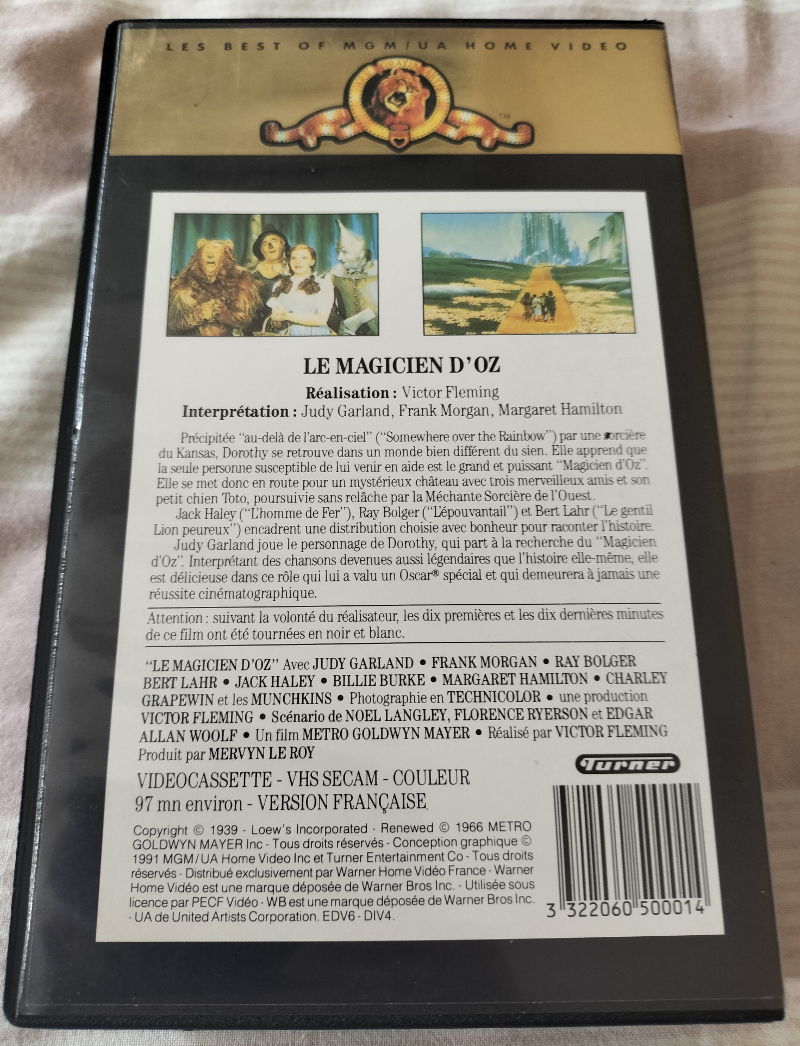 LES BEST OF MGM/UA HOME VIDEO
TM
LE MAGICIEN D'OZ
Réalisation : Victor Fleming
Interprétation : Judy Garland, Frank Morgan, Margaret Hamilton
Précipitée "au-delà de l'arc-en-ciel" ("Somewhere over the Rainbow") par une sorcière
du Kansas, Dorothy se retrouve dans un monde bien différent du sien. Elle apprend que
la seule personne susceptible de lui venir en aide est le grand et puissant "Magicien d'Oz".
Elle se met donc en route pour un mystérieux château avec trois merveilleux amis et son
petit chien Toto, poursuivie sans relâche par la Méchante Sorcière de l'Ouest.
Jack Haley ("L'homme de Fer"), Ray Bolger ("L'épouvantail") et Bert Lahr ("Le gentil
Lion peureux") encadrent une distribution choisie avec bonheur pour raconter l'histoire.
Judy Garland joue le personnage de Dorothy, qui part à la recherche du "Magicien
d'Oz". Interprétant des chansons devenues aussi légendaires que l'histoire elle-même, elle
est délicieuse dans ce rôle qui lui a valu un Oscar® spécial et qui demeurera à jamais une
réussite cinématographique.
Attention : suivant la volonté du réalisateur, les dix premières et les dix dernières minutes
de ce film ont été tournées en noir et blanc.
"LE MAGICIEN D'OZ" Avec JUDY GARLAND • FRANK MORGAN • RAY BOLGER
BERT LAHR • JACK HALEY • BILLIE BURKE • MARGARET HAMILTON • CHARLEY
GRAPEWIN et les MUNCHKINS • Photographie en TECHNICOLOR • une production
VICTOR FLEMING • Scénario de NOEL LANGLEY, FLORENCE RYERSON et EDGAR
ALLAN WOOLF • Un film METRO GOLDWYN MAYER • Réalisé par VICTOR FLEMING
Produit par MERVYN LE ROY
Turner
VIDEOCASSETTE - VHS SECAM - COULEUR
97 mn environ - VERSION FRANÇAISE
Copyright © 1939 - Loew's Incorporated - Renewed © 1966 METRO
GOLDWYN MAYER Inc - Tous droits réservés - Conception graphique ©
1991 MGM/UA Home Video Inc et Turner Entertainment Co - Tous droits
réservés - Distribué exclusivement par Warner Home Vidéo France - Warner
Home Vidéo est une marque déposée de Warner Bros Inc. - Utilisée sous
licence par PECF Vidéo - WB est une marque déposée de Warner Bros Inc.
- UA de United Artists Corporation. EDV6 - DIV4.
3 322060 500014